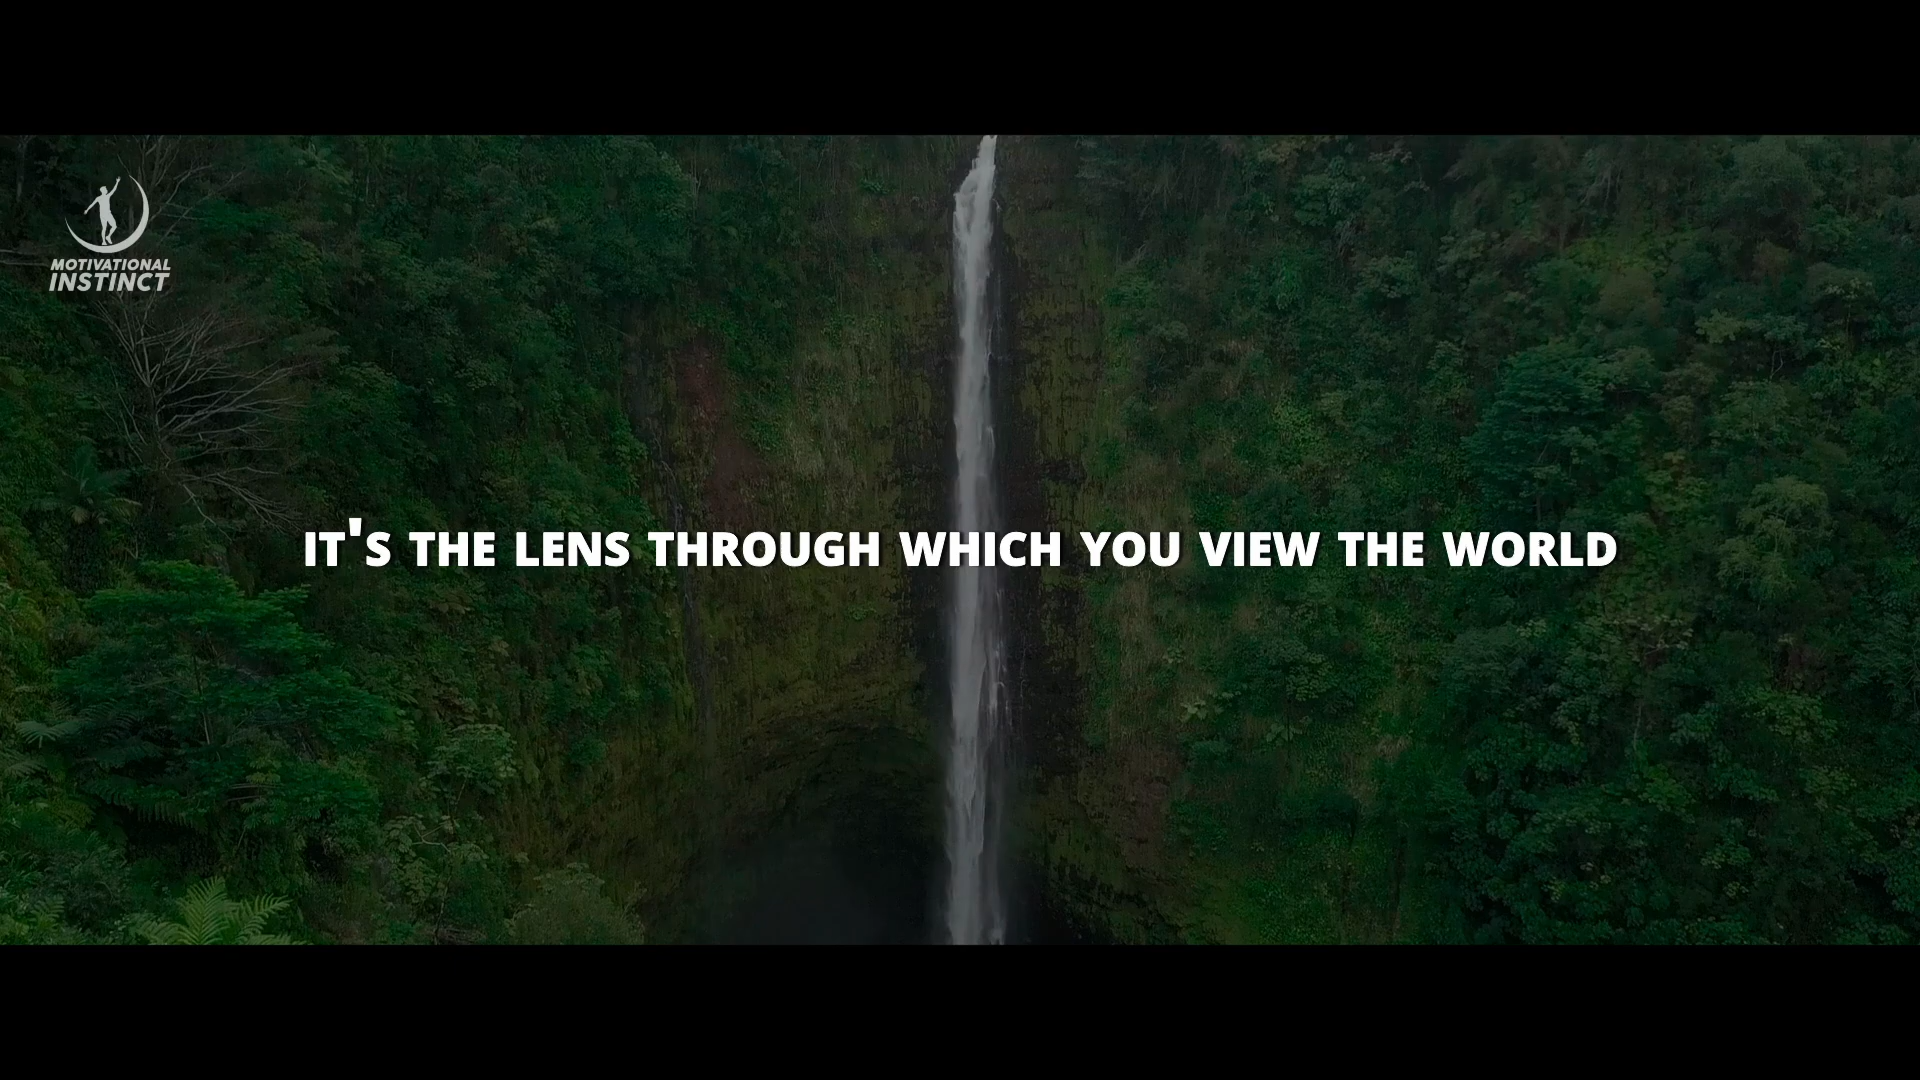 MOTIVATIONAL
INSTINCT
IT'S THE LENS THROUGH WHICH YOU VIEW THE WORLD